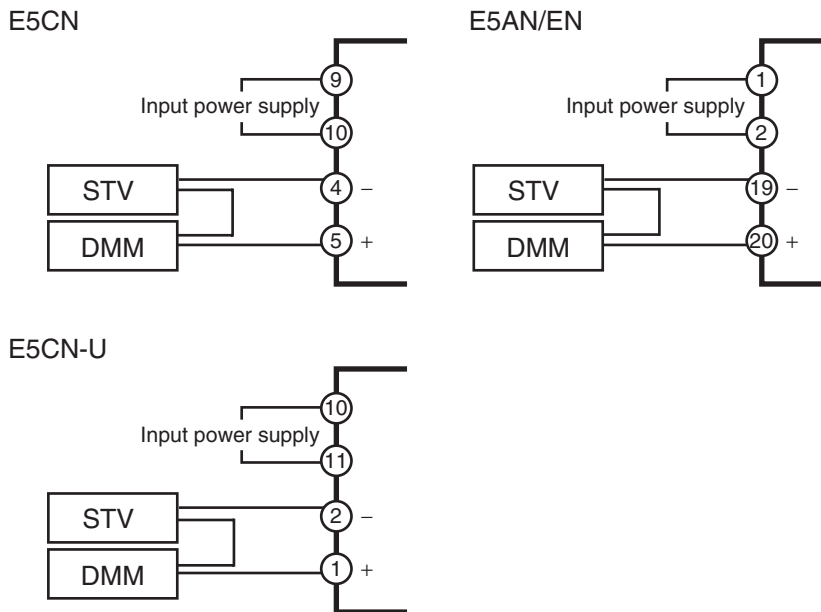 E5CN
9
Input power supply
10
STV
4 −
DMM
5 +
E5AN/EN
1
Input power supply
2
STV
19 −
DMM
20 +
E5CN-U
10
Input power supply
11
STV
2 −
DMM
1 +